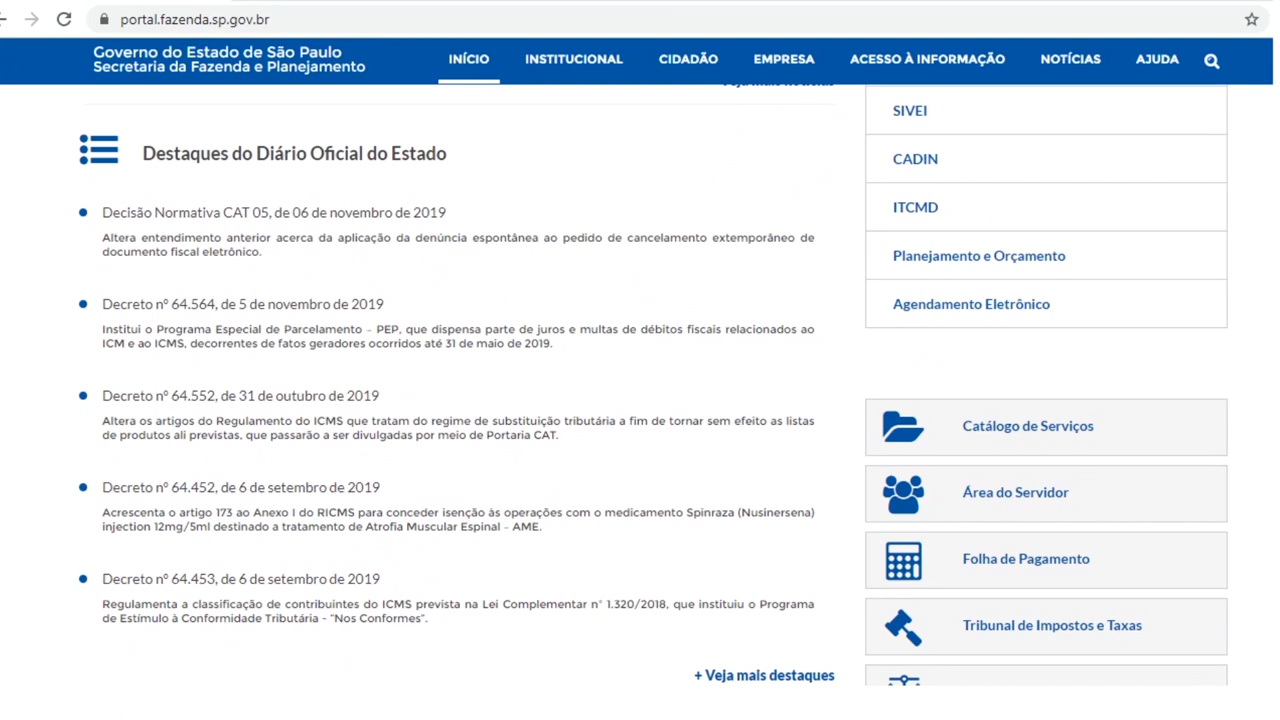 portal.fazenda.sp.gov.br
Governo do Estado de São Paulo
Secretaria da Fazenda e Planejamento
INÍCIO
INSTITUCIONAL
CIDADÃO
EMPRESA
ACESSO À INFORMAÇÃO
NOTÍCIAS
AJUDA
Destaques do Diário Oficial do Estado
Decisão Normativa CAT 05, de 06 de novembro de 2019
Altera entendimento anterior acerca da aplicação da denúncia espontânea ao pedido de cancelamento extemporâneo de
documento fiscal eletrônico.
Decreto nº 64.564, de 5 de novembro de 2019
Institui o Programa Especial de Parcelamento - PEP, que dispensa parte de juros e multas de débitos fiscais relacionados ao
ICM e ao ICMS, decorrentes de fatos geradores ocorridos até 31 de maio de 2019.
Decreto nº 64.552, de 31 de outubro de 2019
Altera os artigos do Regulamento do ICMS que tratam do regime de substituição tributária a fim de tornar sem efeito as listas
de produtos ali previstas, que passarão a ser divulgadas por meio de Portaria CAT.
Decreto nº 64.452, de 6 de setembro de 2019
Acrescenta o artigo 173 ao Anexo I do RICMS para conceder isenção às operações com o medicamento Spinraza (Nusinersena)
injection 12mg/5ml destinado a tratamento de Atrofia Muscular Espinal - AME.
Decreto nº 64.453, de 6 de setembro de 2019
Regulamenta a classificação de contribuintes do ICMS prevista na Lei Complementar n° 1.320/2018, que instituiu o Programa
de Estímulo à Conformidade Tributária - "Nos Conformes".
+ Veja mais destaques
SIVEI
CADIN
ITCMD
Planejamento e Orçamento
Agendamento Eletrônico
Catálogo de Serviços
Área do Servidor
Folha de Pagamento
Tribunal de Impostos e Taxas